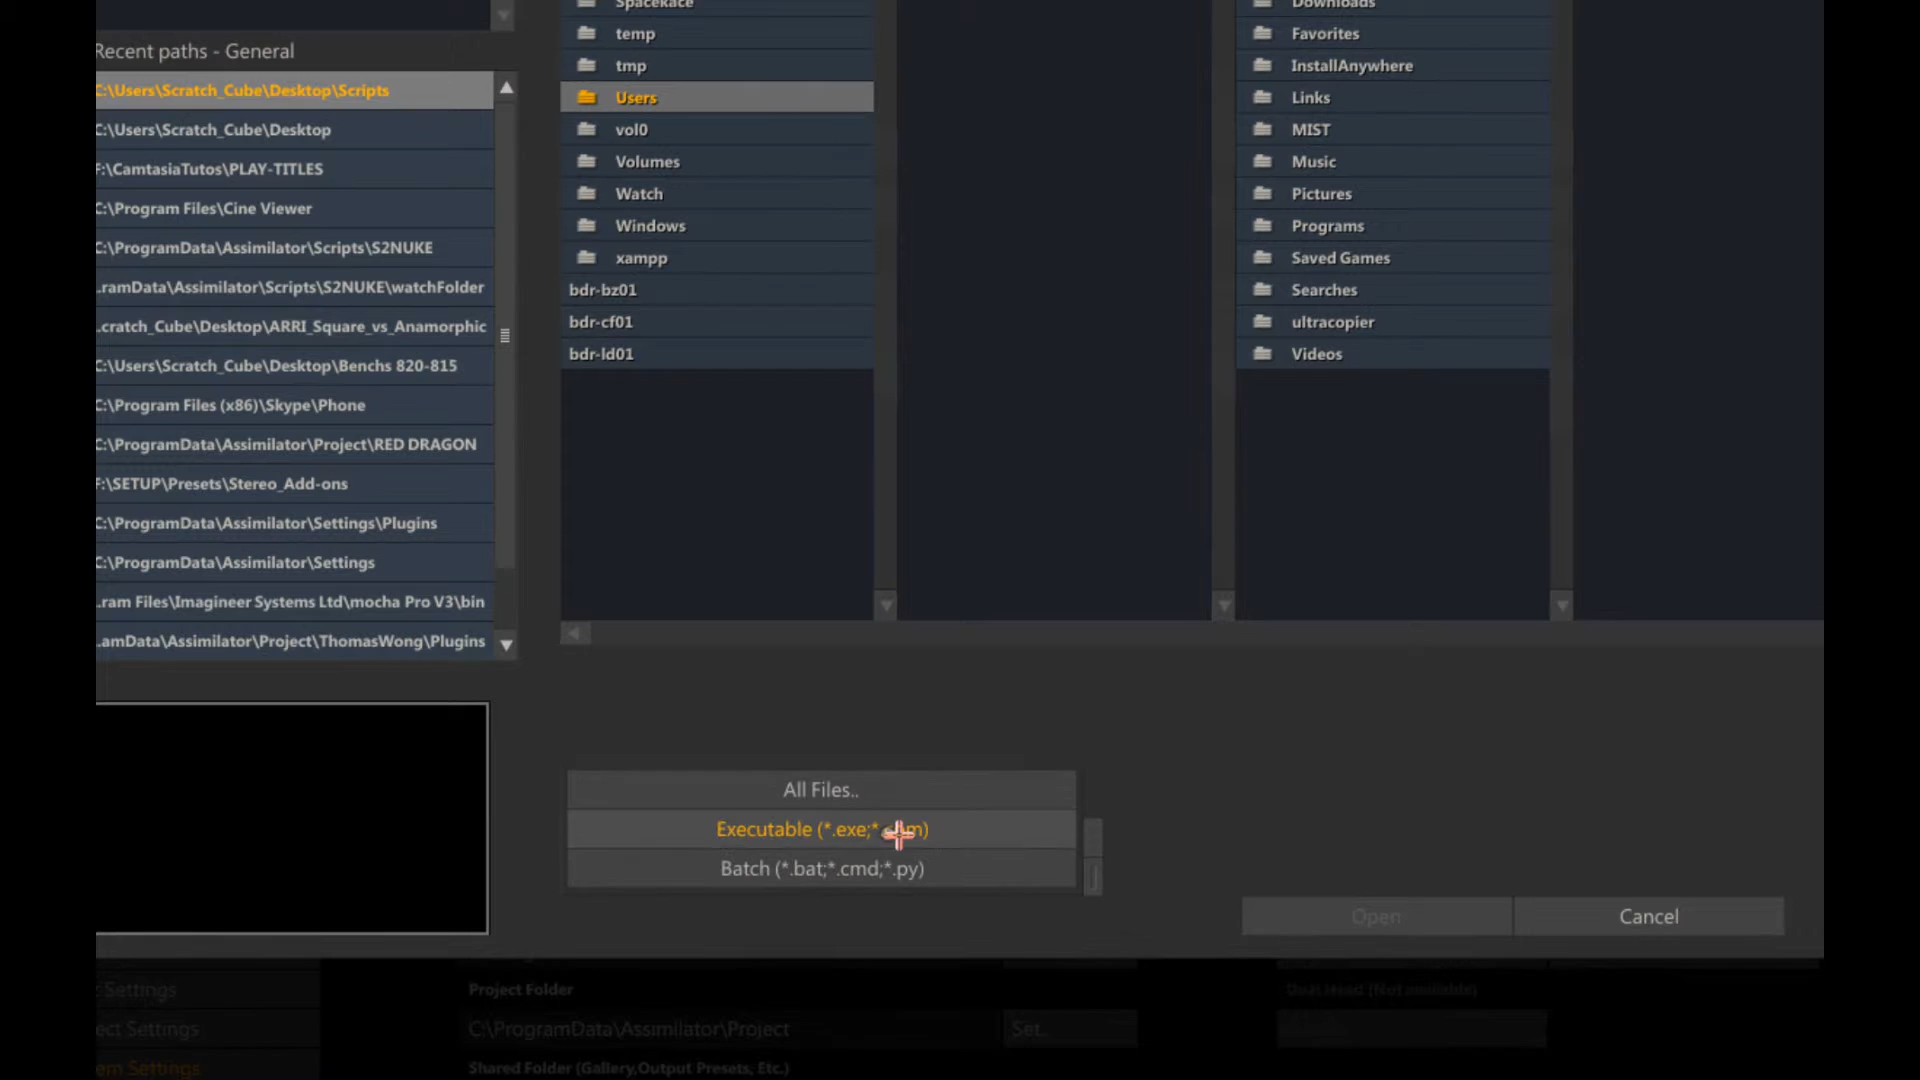 Recent paths - General
C:\Users\Scratch_Cube\Desktop\Scripts
C:\Users\Scratch_Cube\Desktop
F:\CamtasiaTutos\PLAY-TITLES
C:\Program Files\Cine Viewer
C:\ProgramData\Assimilator\Scripts\S2NUKE
.ramData\Assimilator\Scripts\S2NUKE\watchFolder
.cratch_Cube\Desktop\ARRI_Square_vs_Anamorphic
C:\Users\Scratch_Cube\Desktop\Benchs 820-815
C:\Program Files (x86)\Skype\Phone
C:\ProgramData\Assimilator\Project\RED DRAGON
F:\SETUP\Presets\Stereo_Add-ons
C:\ProgramData\Assimilator\Settings\Plugins
C:\ProgramData\Assimilator\Settings
.ram Files\Imagineer Systems Ltd\mocha Pro V3\bin
.amData\Assimilator\Project\ThomasWong\Plugins
Spacekace
temp
tmp
Users
vol0
Volumes
Watch
Windows
xampp
bdr-bz01
bdr-cf01
bdr-ld01
Downloads
Favorites
InstallAnywhere
Links
MIST
Music
Pictures
Programs
Saved Games
Searches
ultracopier
Videos
All Files..
Executable (*.exe;*
Batch (*.bat;*.cmd;*.py)
Open
Cancel
Settings
ect Settings
em Settings
Project Folder
C:\ProgramData\Assimilator\Project
Set..
Shared Folder (Gallery,Output Presets, Etc.)